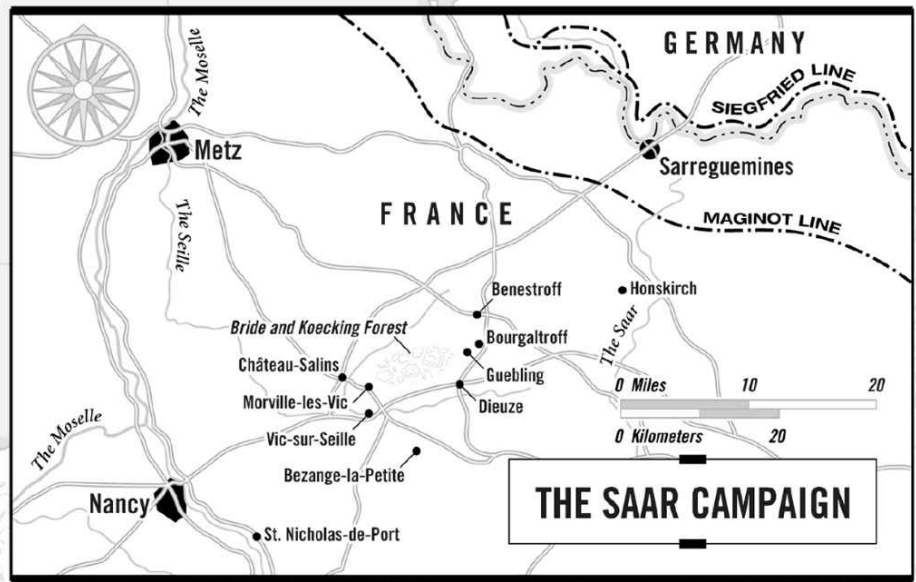 GERMANY
The Moselle
SIEGFRIED LINE
Metz
Sarreguemines
The Seille
FRANCE
MAGINOT LINE
Benestroff
Honskirch
Bride and Koecking Forest
The Saar
Bourgaltroff
Château-Salins
Guebling
Morville-les-Vic
Dieuze
0 Miles 10 20
Vic-sur-Seille
0 Kilometers 20
The Moselle
Bezange-la-Petite
Nancy
THE SAAR CAMPAIGN
St. Nicholas-de-Port